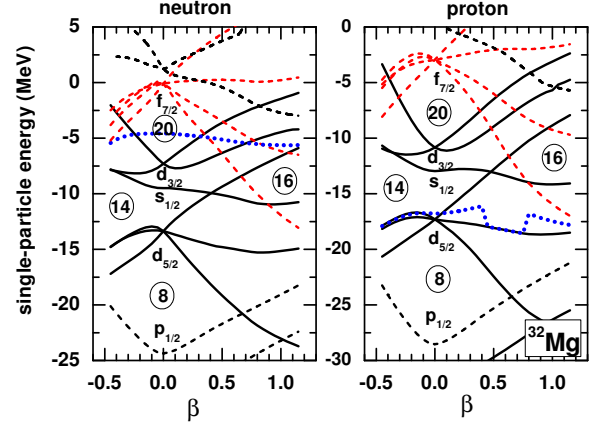 neutron
proton
single-particle energy (MeV)
5
0
-5
-10
-15
-20
-25
f7/2
20
d3/2
s1/2
16
14
d5/2
8
p1/2
-0.5 0.0 0.5 1.0
β
0
-5
-10
-15
-20
-25
-30
f7/2
20
d3/2
16
s1/2
14
d5/2
8
p1/2
32Mg
-0.5 0.0 0.5 1.0
β